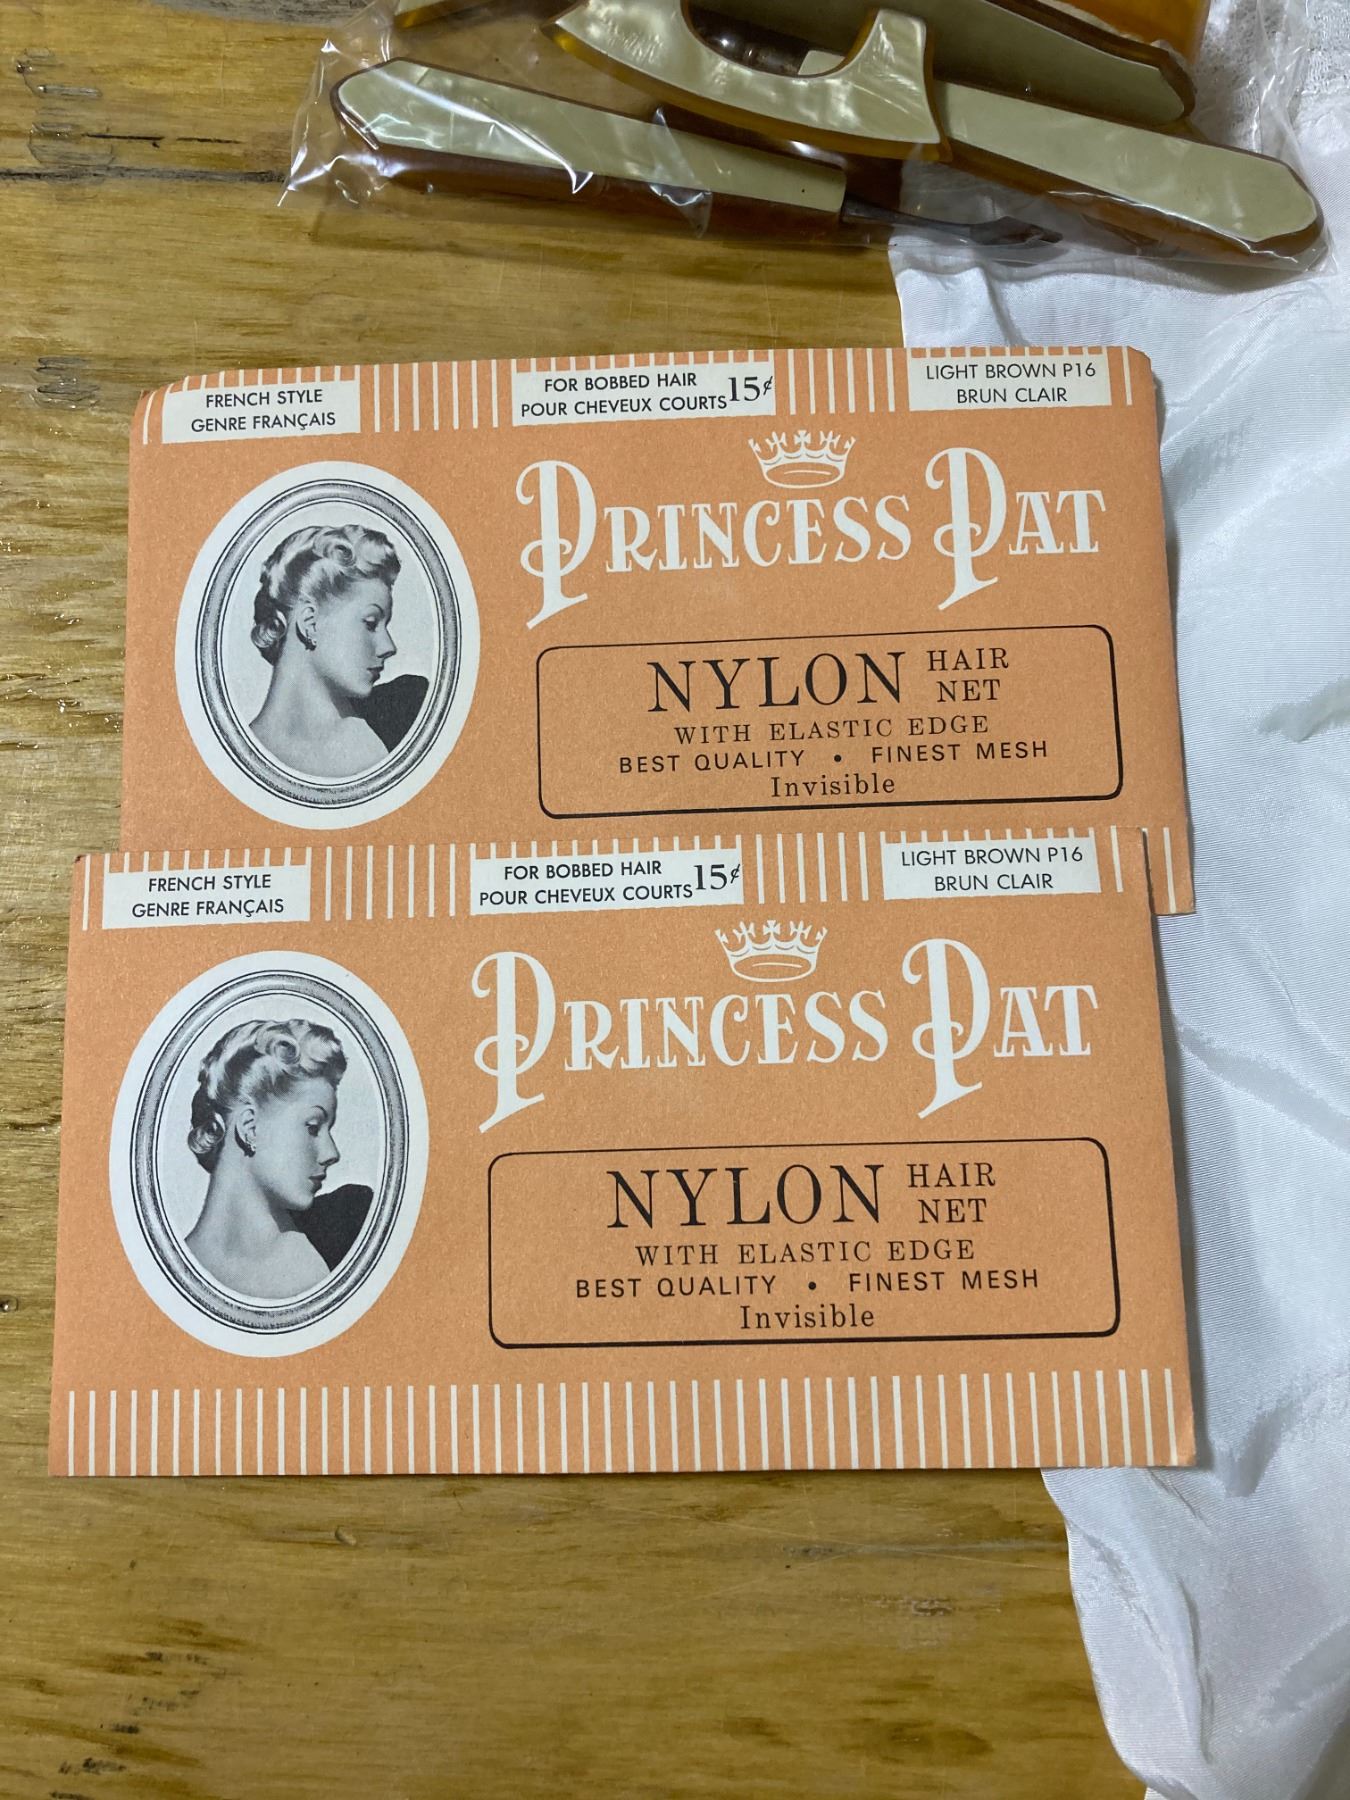 FRENCH STYLE
GENRE FRANÇAIS
FOR BOBBED HAIR
POUR CHEVEUX COURTS 15¢
LIGHT BROWN P16
BRUN CLAIR
PRINCESS PAT
NYLON HAIR NET
WITH ELASTIC EDGE
BEST QUALITY • FINEST MESH
Invisible
FRENCH STYLE
GENRE FRANÇAIS
FOR BOBBED HAIR
POUR CHEVEUX COURTS 15¢
LIGHT BROWN P16
BRUN CLAIR
PRINCESS PAT
NYLON HAIR NET
WITH ELASTIC EDGE
BEST QUALITY • FINEST MESH
Invisible